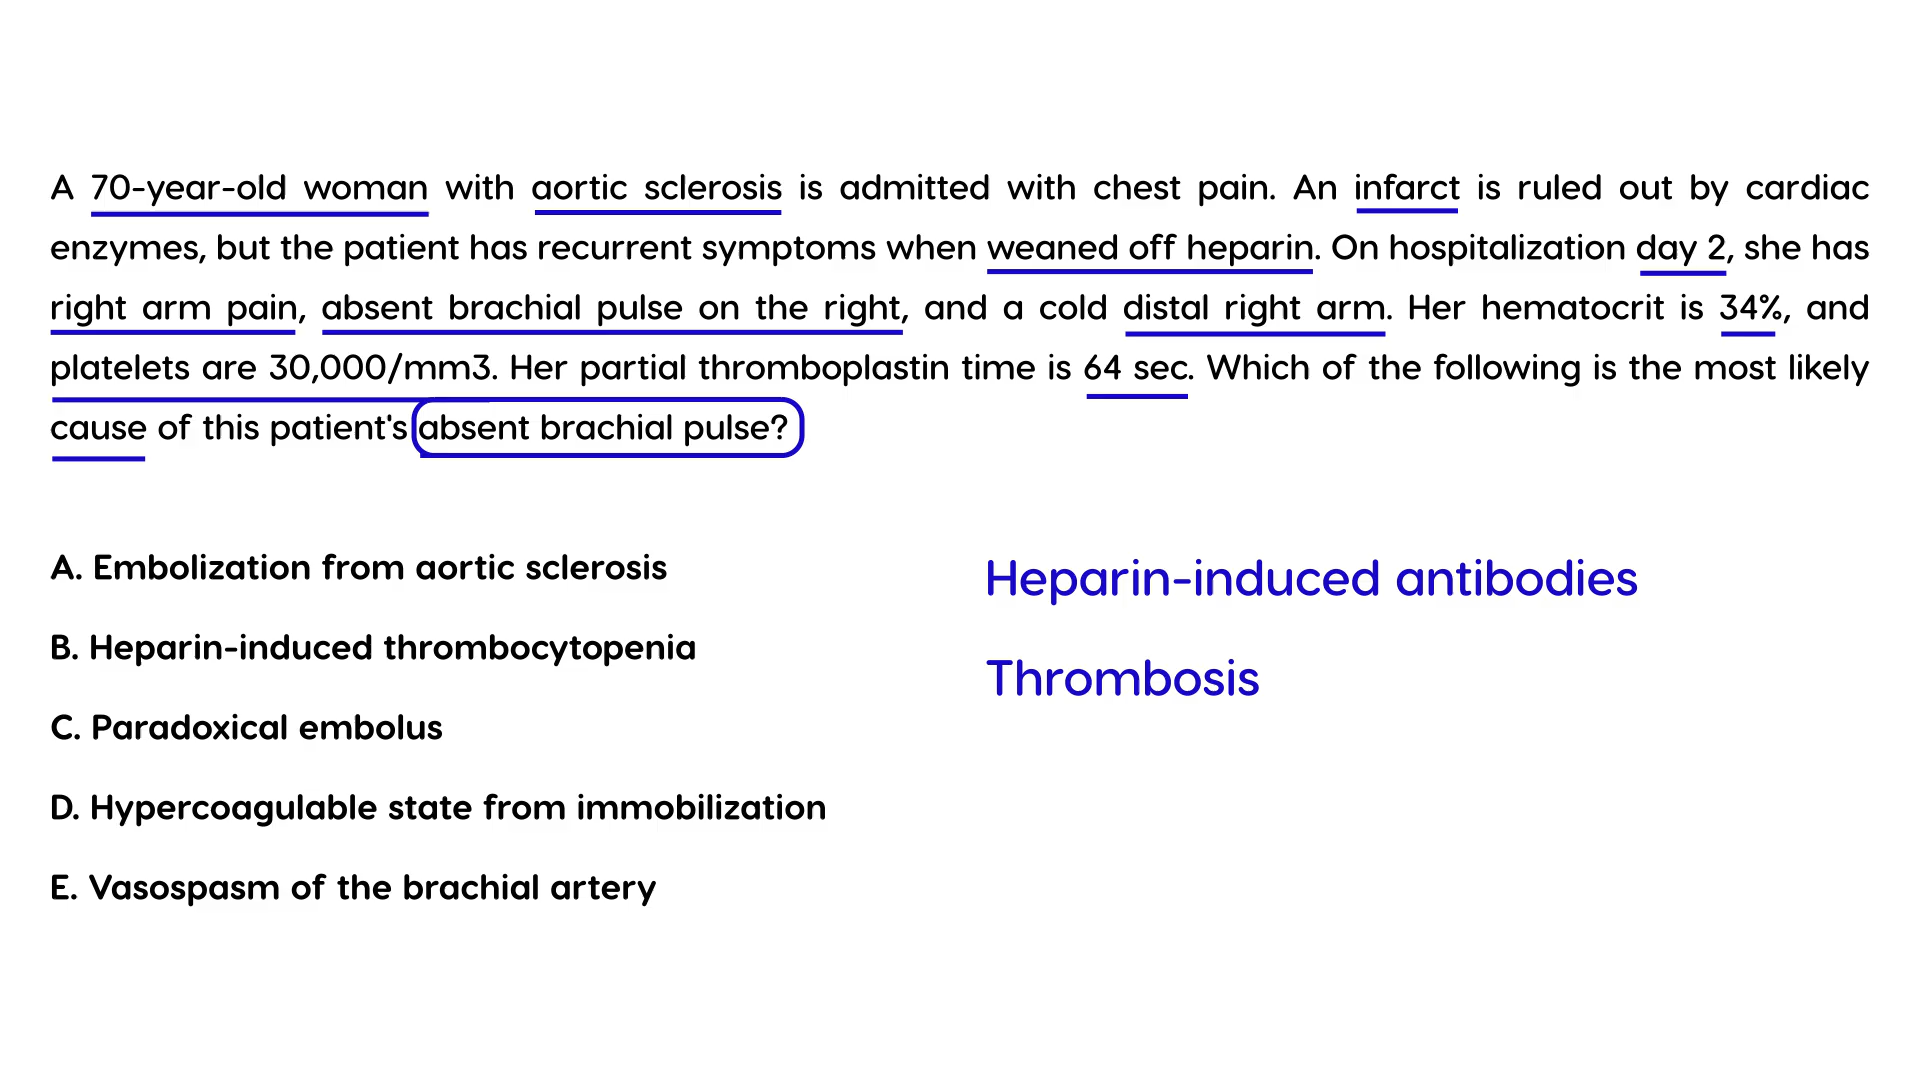 A 70-year-old woman with aortic sclerosis is admitted with chest pain. An infarct is ruled out by cardiac
enzymes, but the patient has recurrent symptoms when weaned off heparin. On hospitalization day 2, she has
right arm pain, absent brachial pulse on the right, and a cold distal right arm. Her hematocrit is 34%, and
platelets are 30,000/mm3. Her partial thromboplastin time is 64 sec. Which of the following is the most likely
cause of this patient's absent brachial pulse?
A. Embolization from aortic sclerosis
B. Heparin-induced thrombocytopenia
C. Paradoxical embolus
D. Hypercoagulable state from immobilization
E. Vasospasm of the brachial artery
Heparin-induced antibodies
Thrombosis